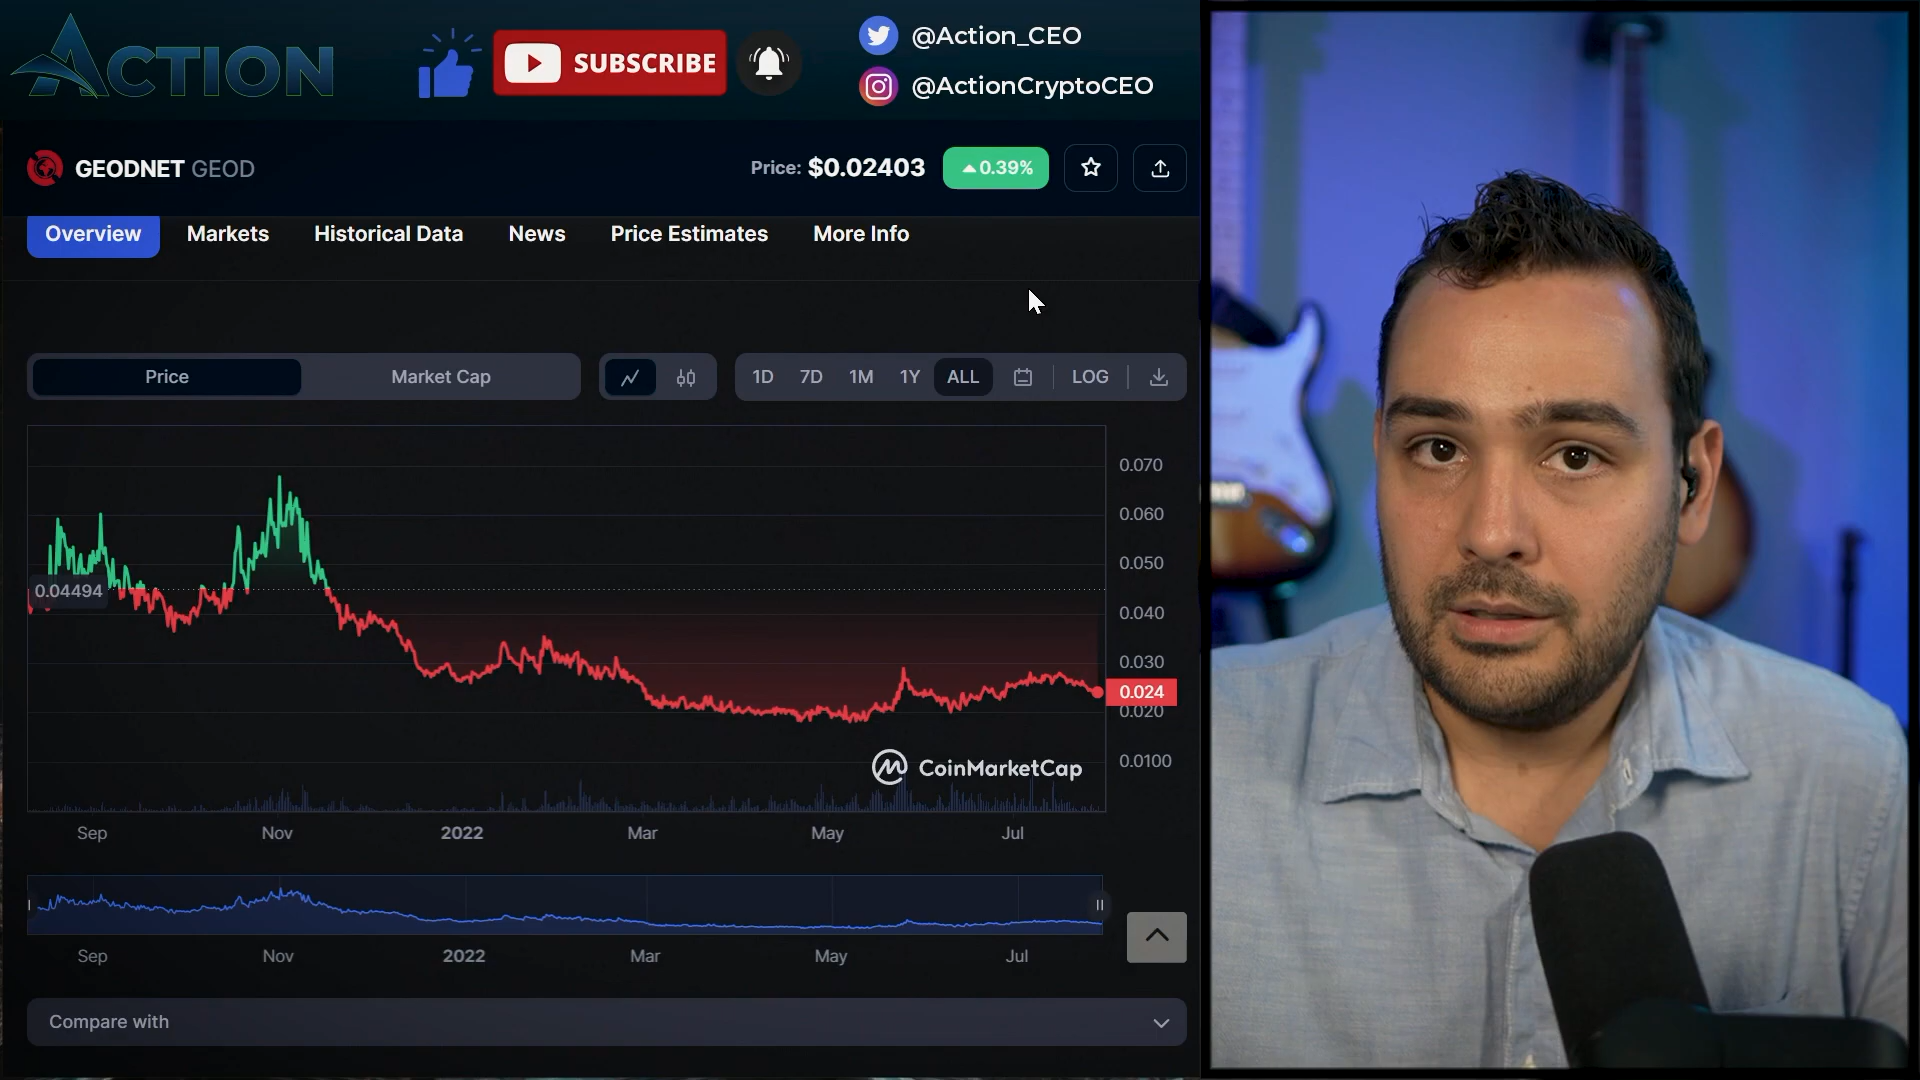 ACTION
SUBSCRIBE
@Action_CEO
@ActionCryptoCEO
GEODNET GEOD
Price: $0.02403
0.39%
Overview
Markets
Historical Data
News
Price Estimates
More Info
Price
Market Cap
1D
7D
1M
1Y
ALL
LOG
0.070
0.060
0.050
0.04494
0.040
0.030
0.024
0.020
0.0100
CoinMarketCap
Sep
Nov
2022
Mar
May
Jul
Sep
Nov
2022
Mar
May
Jul
Compare with